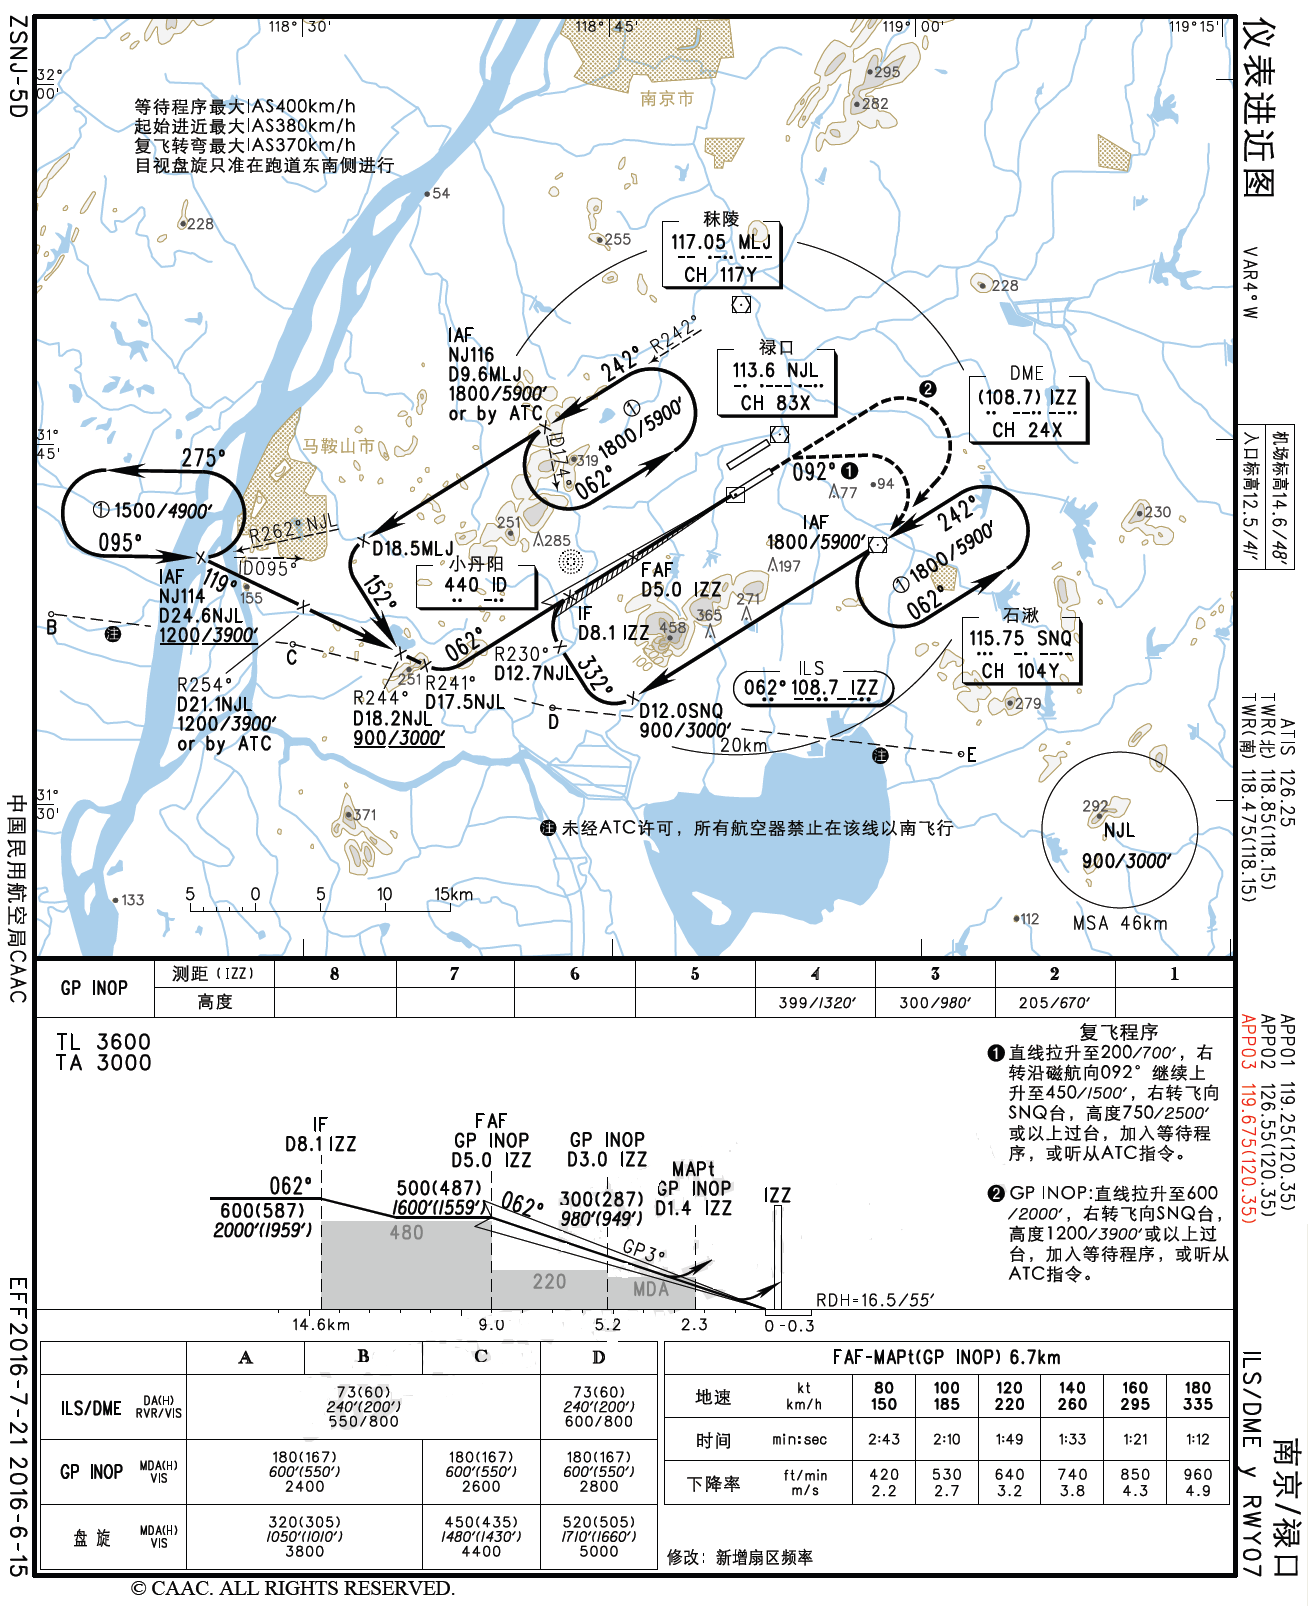 ZSNJ-5D
中国民用航空局CAAC
EFF2016-7-21 2016-6-15
仪表进近图
VAR4°W
机场标高14.6/48'
入口标高12.5/41'
ATIS 126.25
TWR(北) 118.85(118.15)
TWR(南) 118.475(118.15)
APP01 119.25(120.35)
APP02 126.55(120.35)
APP03 119.675(120.35)
ILS/DME y RWY07
南京/禄口
118°30'
118°45'
119°00'
119°15'
32°00'
31°45'
31°30'
等待程序最大IAS400km/h
起始进近最大IAS380km/h
复飞转弯最大IAS370km/h
目视盘旋只准在跑道东南侧进行
南京市
295
282
54
228
255
228
秣陵
117.05 MLJ
CH 117Y
禄口
113.6 NJL
CH 83X
DME
(108.7) IZZ
CH 24X
IAF
NJ116
D9.6MLJ
1800/5900'
or by ATC
R242°
242°
①
1800/5900'
062°
ID174°
319
马鞍山市
275°
① 1500/4900'
095°
R262°NJL
ID095°
IAF
NJ114
D24.6NJL
1200/3900'
119°
155
D18.5MLJ
152°
251
285
小丹阳
440 ID
092° ❶
❷
77
94
IAF
1800/5900'
242°
① 1800/5900'
062°
230
197
FAF
D5.0 IZZ
IF
D8.1 IZZ
271
365
458
石湫
115.75 SNQ
CH 104Y
ILS
062° 108.7 IZZ
B
注
C
D
E
注
062°
R230°
D12.7NJL
332°
251
R241°
D17.5NJL
R244°
D18.2NJL
900/3000'
R254°
D21.1NJL
1200/3900'
or by ATC
D12.0SNQ
900/3000'
20km
279
371
292
NJL
900/3000'
MSA 46km
注 未经ATC许可，所有航空器禁止在该线以南飞行
133
112
5 0 5 10 15km
GP INOP
测距 (IZZ) 8 7 6 5 4 3 2 1
高度 399/1320' 300/980' 205/670'
TL 3600
TA 3000
复飞程序
❶ 直线拉升至200/700'，右
转沿磁航向092°继续上
升至450/1500'，右转飞向
SNQ台，高度750/2500'
或以上过台，加入等待程
序，或听从ATC指令。
❷ GP INOP:直线拉升至600
/2000'，右转飞向SNQ台，
高度1200/3900'或以上过
台，加入等待程序，或听从
ATC指令。
IF
D8.1 IZZ
FAF
GP INOP
D5.0 IZZ
GP INOP
D3.0 IZZ
MAPt
GP INOP
D1.4 IZZ
IZZ
062°
600(587)
2000'(1959')
500(487)
1600'(1559')
062°
300(287)
980'(949')
GP3°
480
220
MDA
RDH=16.5/55'
14.6km 9.0 5.2 2.3 0 -0.3
A B C D
ILS/DME DA(H) RVR/VIS
73(60)
240'(200')
550/800
73(60)
240'(200')
600/800
GP INOP MDA(H) VIS
180(167)
600'(550')
2400
180(167)
600'(550')
2600
180(167)
600'(550')
2800
盘旋 MDA(H) VIS
320(305)
1050'(1010')
3800
450(435)
1480'(1430')
4400
520(505)
1710'(1660')
5000
FAF-MAPt(GP INOP) 6.7km
地速 kt 80 100 120 140 160 180
km/h 150 185 220 260 295 335
时间 min:sec 2:43 2:10 1:49 1:33 1:21 1:12
下降率 ft/min 420 530 640 740 850 960
m/s 2.2 2.7 3.2 3.8 4.3 4.9
修改：新增扇区频率
© CAAC. ALL RIGHTS RESERVED.